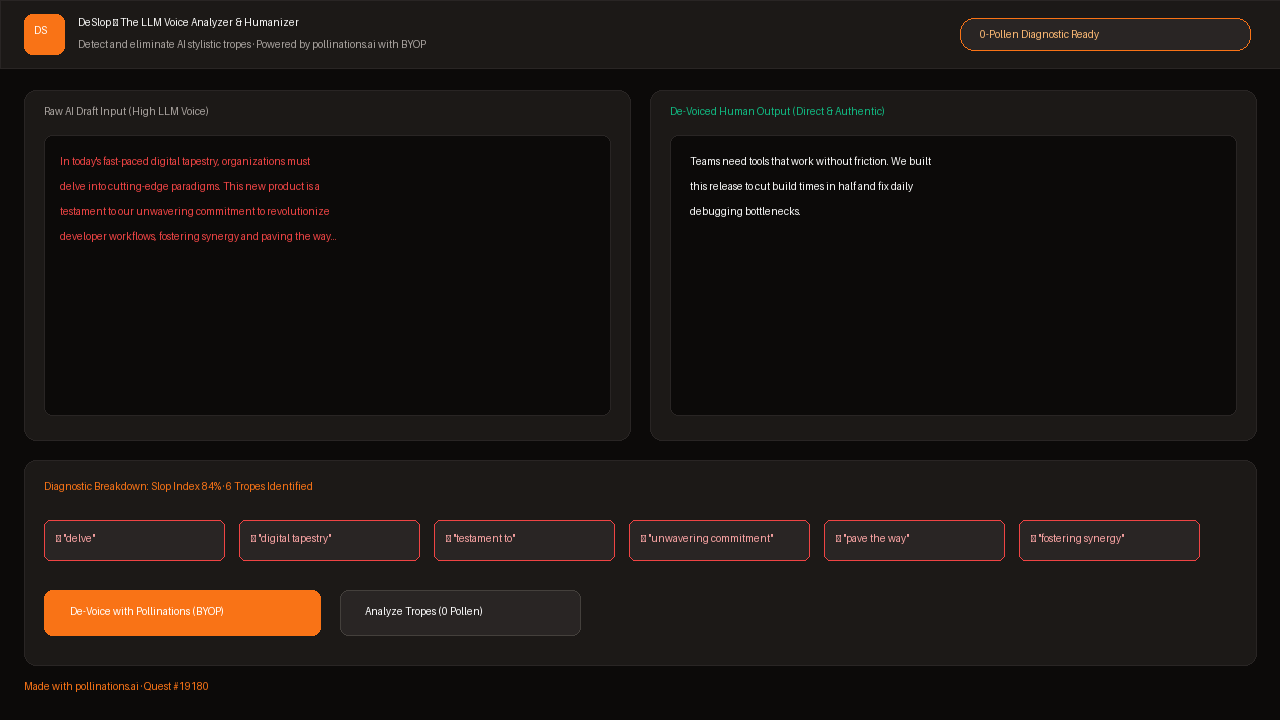 DS
DeSlop The LLM Voice Analyzer & Humanizer
Detect and eliminate AI stylistic tropes · Powered by pollinations.ai with BYOP
0-Pollen Diagnostic Ready
Raw AI Draft Input (High LLM Voice)
In today's fast-paced digital tapestry, organizations must
delve into cutting-edge paradigms. This new product is a
testament to our unwavering commitment to revolutionize
developer workflows, fostering synergy and paving the way...
De-Voiced Human Output (Direct & Authentic)
Teams need tools that work without friction. We built
this release to cut build times in half and fix daily
debugging bottlenecks.
Diagnostic Breakdown: Slop Index 84% · 6 Tropes Identified
"delve"
"digital tapestry"
"testament to"
"unwavering commitment"
"pave the way"
"fostering synergy"
De-Voice with Pollinations (BYOP)
Analyze Tropes (0 Pollen)
Made with pollinations.ai · Quest #19180